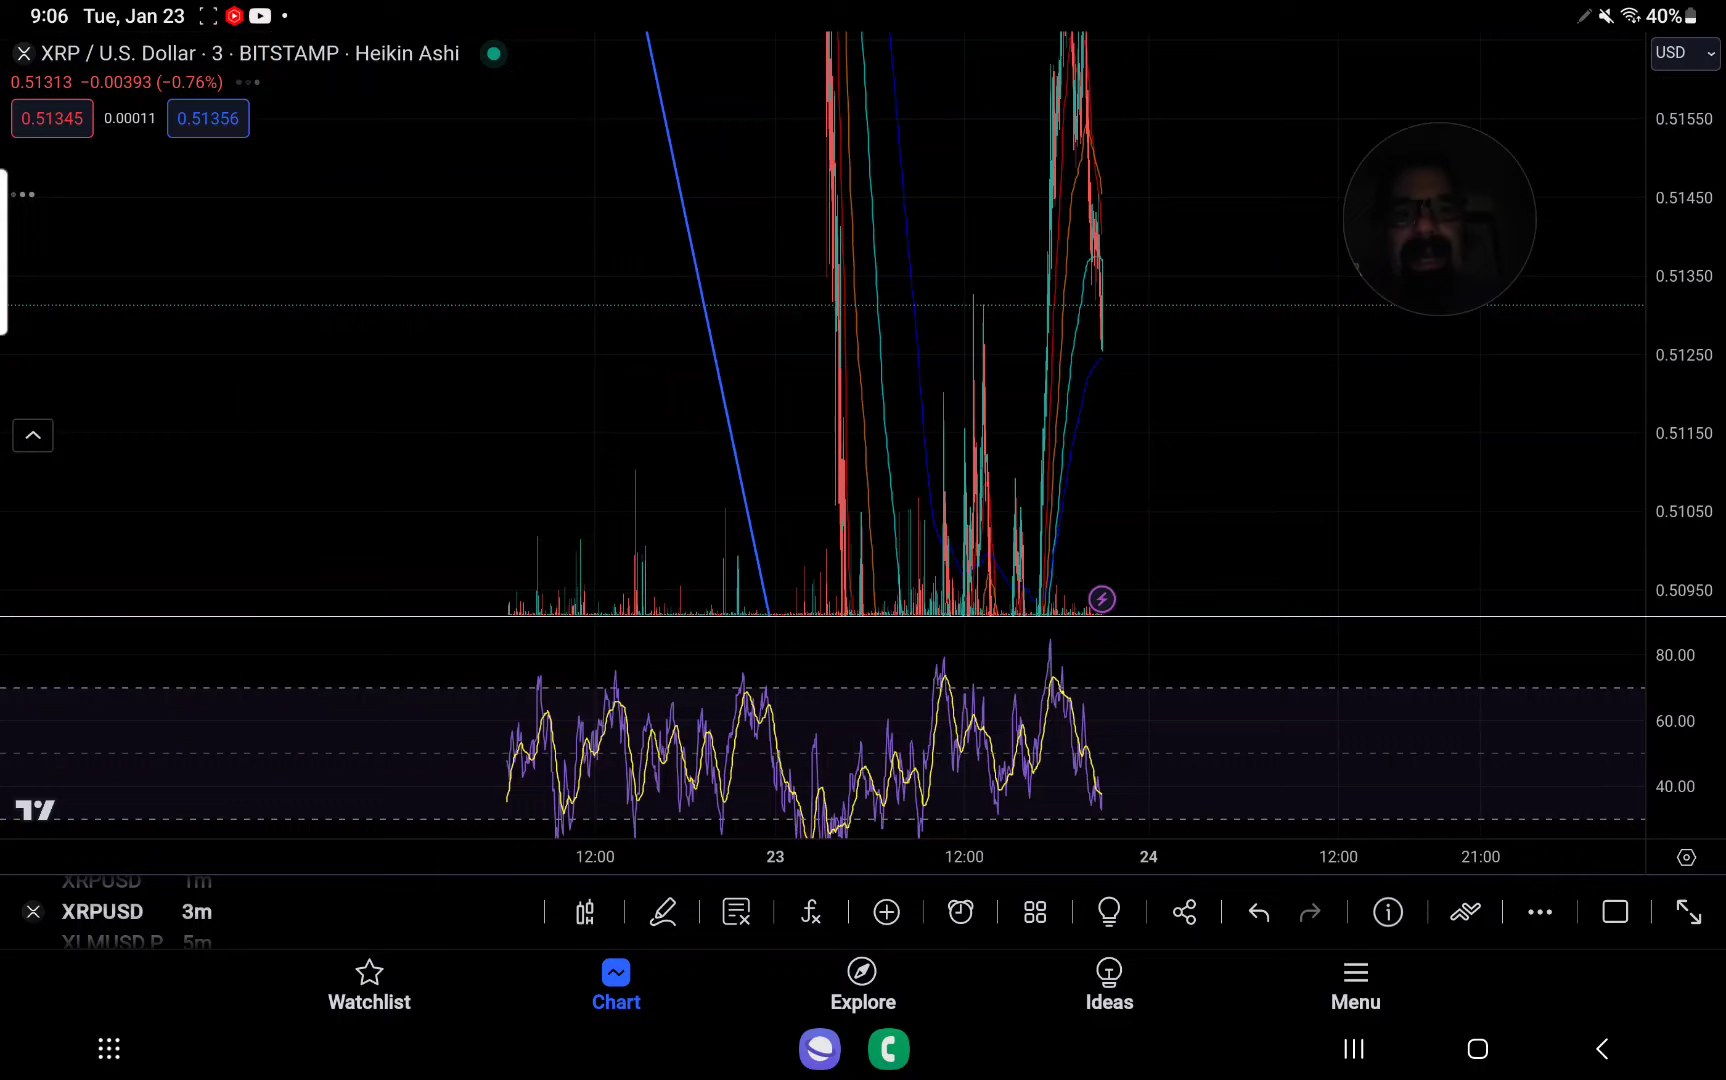 9:06 Tue, Jan 23
40%
XRP / U.S. Dollar · 3 · BITSTAMP · Heikin Ashi
USD
0.51313 −0.00393 (−0.76%)
0.51345 0.00011 0.51356
0.51550
0.51450
0.51350
0.51250
0.51150
0.51050
0.50950
80.00
60.00
40.00
12:00 23 12:00 24 12:00 21:00
XRPUSD 1m
XRPUSD 3m
XLMUSD.P 5m
Watchlist Chart Explore Ideas Menu